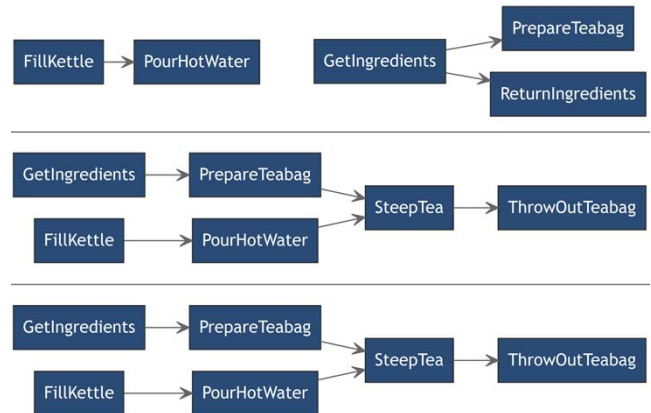 FillKettle
PourHotWater
GetIngredients
PrepareTeabag
ReturnIngredients
GetIngredients
PrepareTeabag
FillKettle
PourHotWater
SteepTea
ThrowOutTeabag
GetIngredients
PrepareTeabag
FillKettle
PourHotWater
SteepTea
ThrowOutTeabag